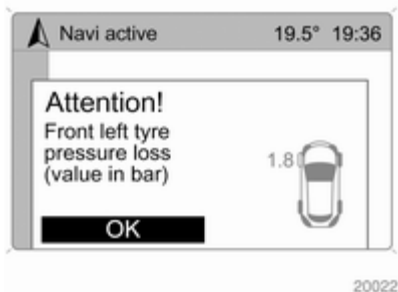 Navi active 19.5° 19:36
Attention!
Front left tyre
pressure loss
(value in bar)
1.8
OK
20022